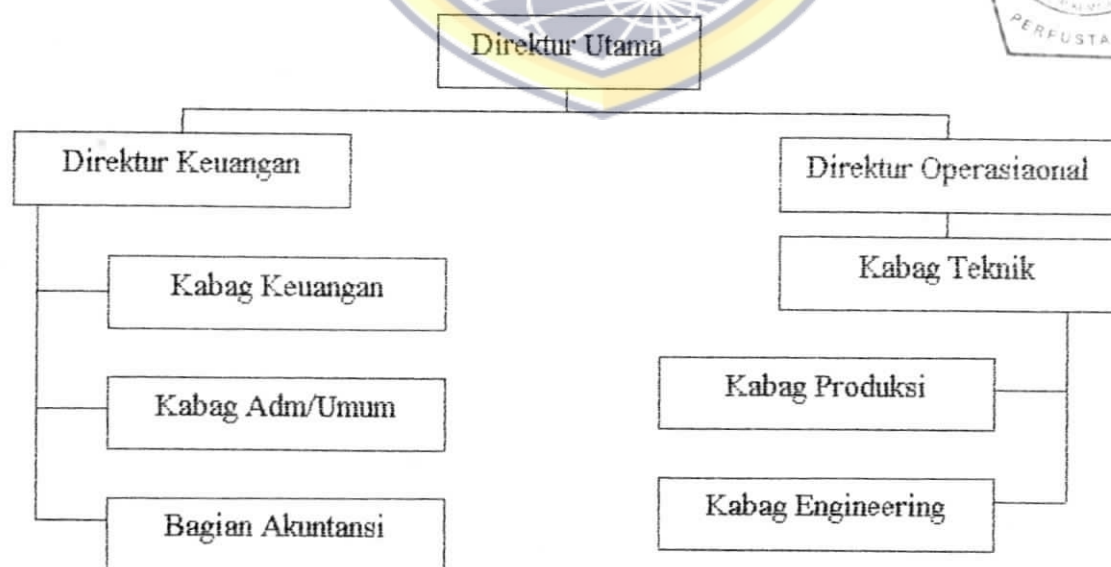 PERPUSTA
Direktur Utama
Direktur Keuangan
Direktur Operasiaonal
Kabag Teknik
Kabag Keuangan
Kabag Produksi
Kabag Adm/Umum
Kabag Engineering
Bagian Akuntansi